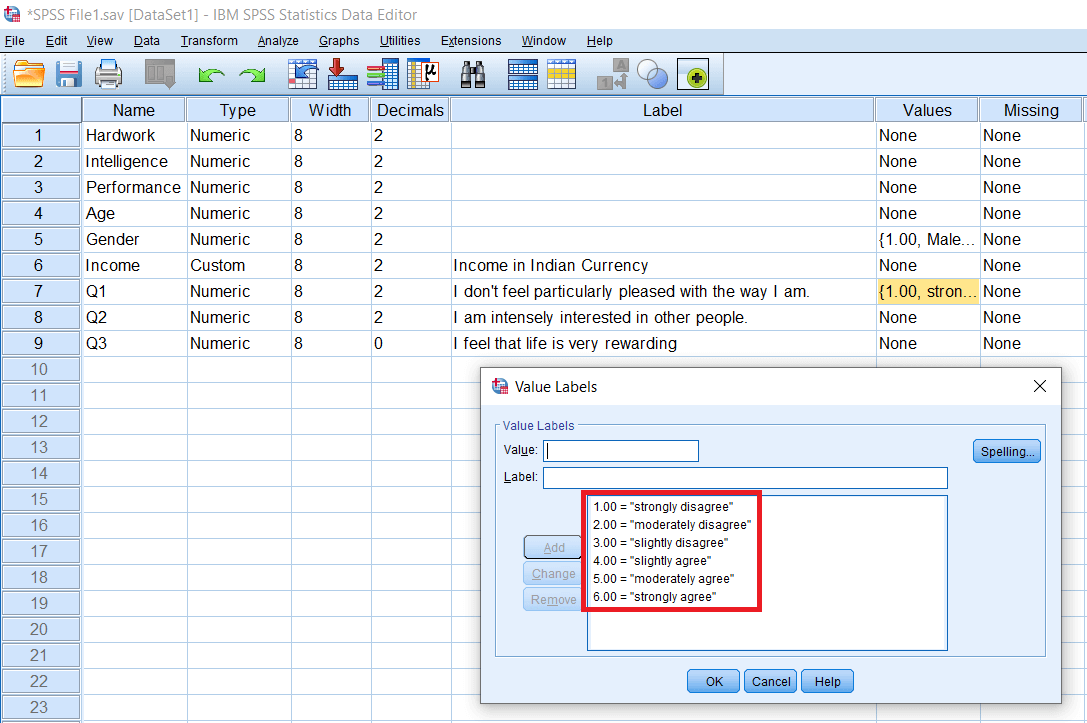 *SPSS File1.sav [DataSet1] - IBM SPSS Statistics Data Editor
File Edit View Data Transform Analyze Graphs Utilities Extensions Window Help
Name Type Width Decimals Label Values Missing
1 Hardwork Numeric 8 2 None None
2 Intelligence Numeric 8 2 None None
3 Performance Numeric 8 2 None None
4 Age Numeric 8 2 None None
5 Gender Numeric 8 2 {1.00, Male... None
6 Income Custom 8 2 Income in Indian Currency None None
7 Q1 Numeric 8 2 I don't feel particularly pleased with the way I am. {1.00, stron... None
8 Q2 Numeric 8 2 I am intensely interested in other people. None None
9 Q3 Numeric 8 0 I feel that life is very rewarding None None
10
11
12
13
14
15
16
17
18
19
20
21
22
23
Value Labels
Value Labels
Value:
Spelling...
Label:
1.00 = "strongly disagree"
2.00 = "moderately disagree"
3.00 = "slightly disagree"
4.00 = "slightly agree"
5.00 = "moderately agree"
6.00 = "strongly agree"
Add
Change
Remove
OK Cancel Help